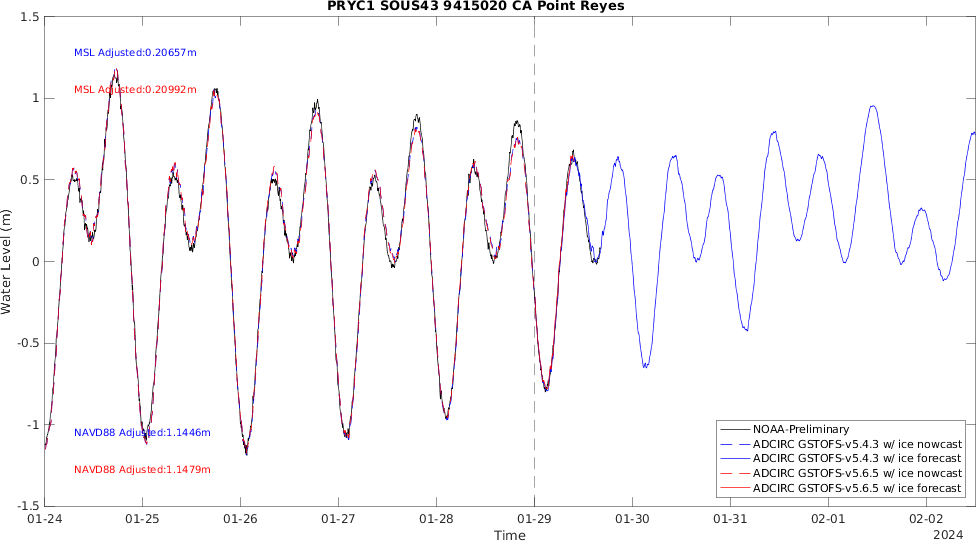 PRYC1 SOUS43 9415020 CA Point Reyes
1.5
MSL Adjusted:0.20657m
1
MSL Adjusted:0.20992m
0.5
0
Water Level (m)
-0.5
-1
NAVD88 Adjusted:1.1446m
NAVD88 Adjusted:1.1479m
-1.5
NOAA-Preliminary
ADCIRC GSTOFS-v5.4.3 w/ ice nowcast
ADCIRC GSTOFS-v5.4.3 w/ ice forecast
ADCIRC GSTOFS-v5.6.5 w/ ice nowcast
ADCIRC GSTOFS-v5.6.5 w/ ice forecast
01-24 01-25 01-26 01-27 01-28 01-29 01-30 01-31 02-01 02-02
Time
2024